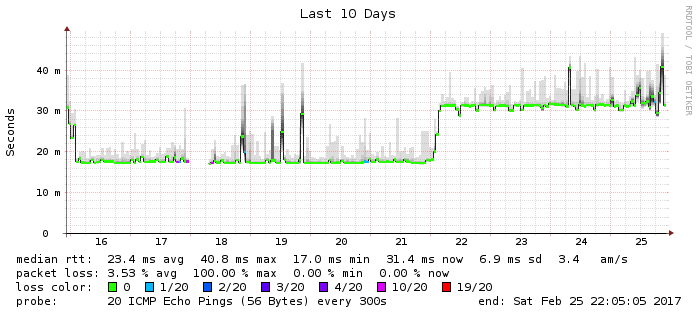 Last 10 Days
RRDTOOL / TOBI OETIKER
Seconds
40 m
30 m
20 m
10 m
0
16 17 18 19 20 21 22 23 24 25
median rtt: 23.4 ms avg 40.8 ms max 17.0 ms min 31.4 ms now 6.9 ms sd 3.4 am/s
packet loss: 3.53 % avg 100.00 % max 0.00 % min 0.00 % now
loss color: 0 1/20 2/20 3/20 4/20 10/20 19/20
probe: 20 ICMP Echo Pings (56 Bytes) every 300s end: Sat Feb 25 22:05:05 2017